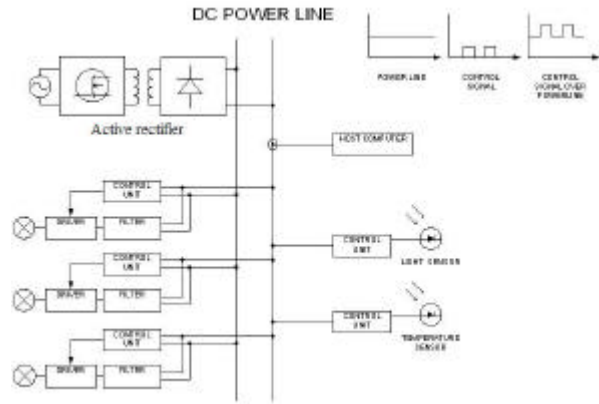 DC POWER LINE
POWER LINE
CONTROL
SIGNAL
CONTROL
SIGNAL OVER
POWERLINE
Active rectifier
HOST COMPUTER
CONTROL
UNIT
DRIVER
FILTER
CONTROL
UNIT
LIGHT SENSOR
CONTROL
UNIT
DRIVER
FILTER
CONTROL
UNIT
TEMPERATURE
SENSOR
CONTROL
UNIT
DRIVER
FILTER